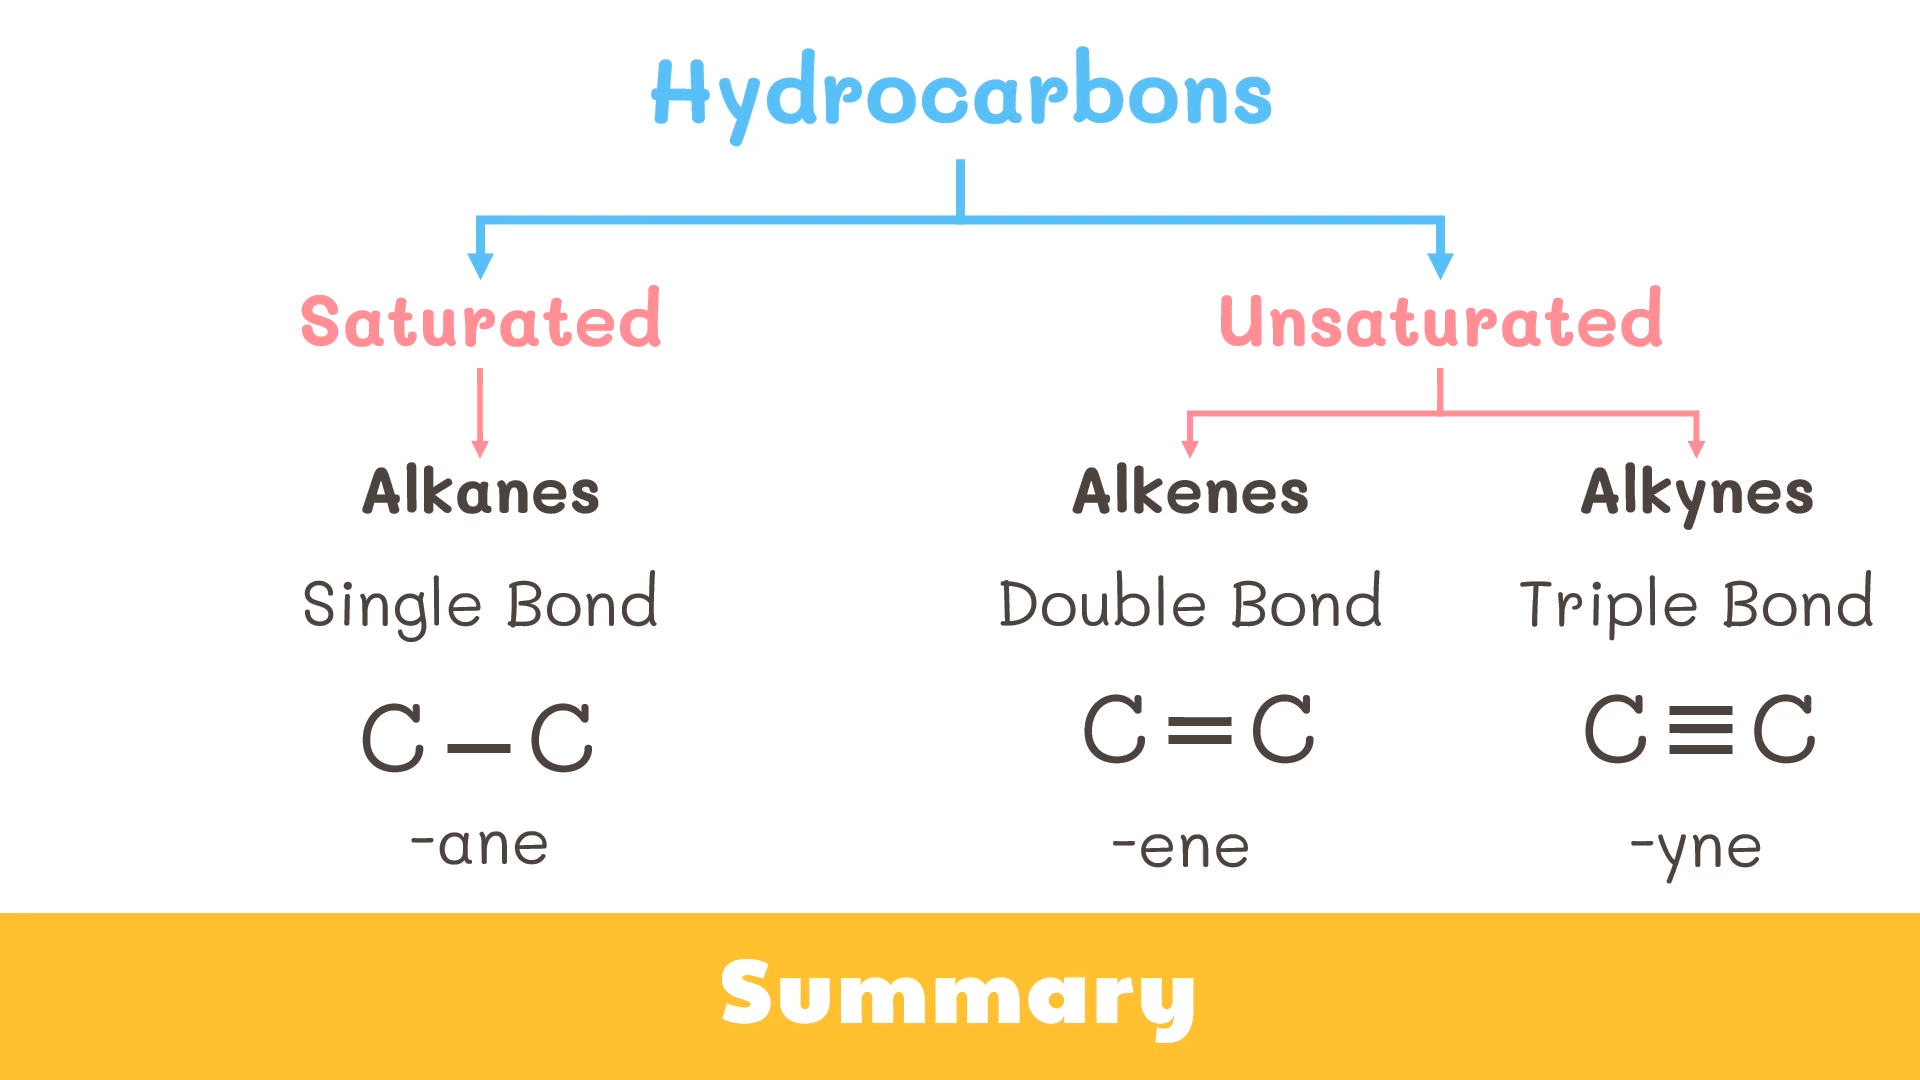 Hydrocarbons
Saturated
Unsaturated
Alkanes
Alkenes
Alkynes
Single Bond
Double Bond
Triple Bond
C – C
C = C
C ≡ C
-ane
-ene
-yne
Summary